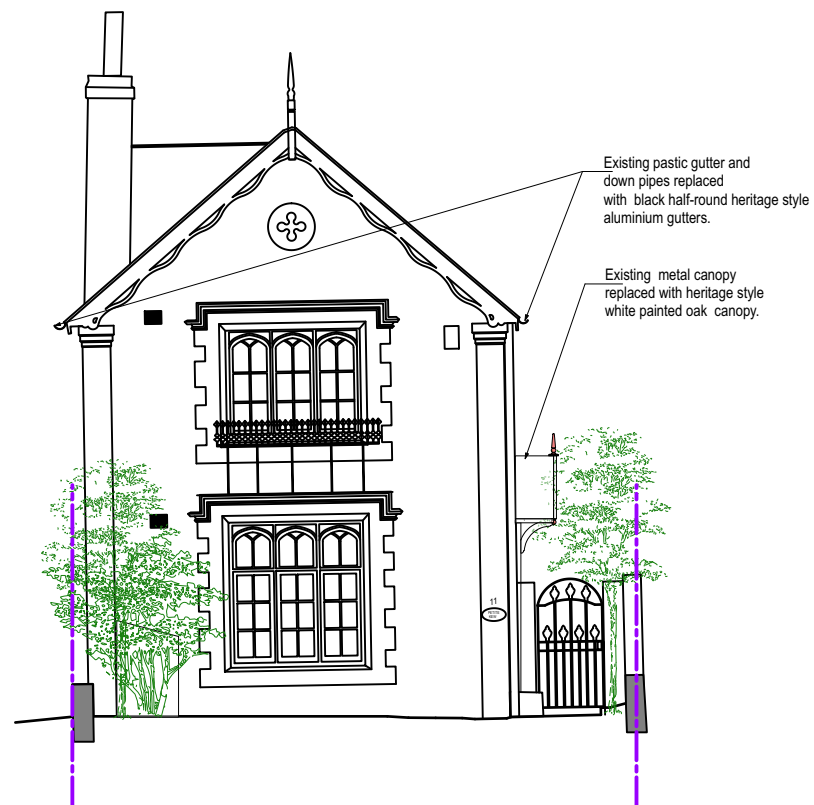 Existing pastic gutter and
down pipes replaced
with black half-round heritage style
aluminium gutters.
Existing metal canopy
replaced with heritage style
white painted oak canopy.
11